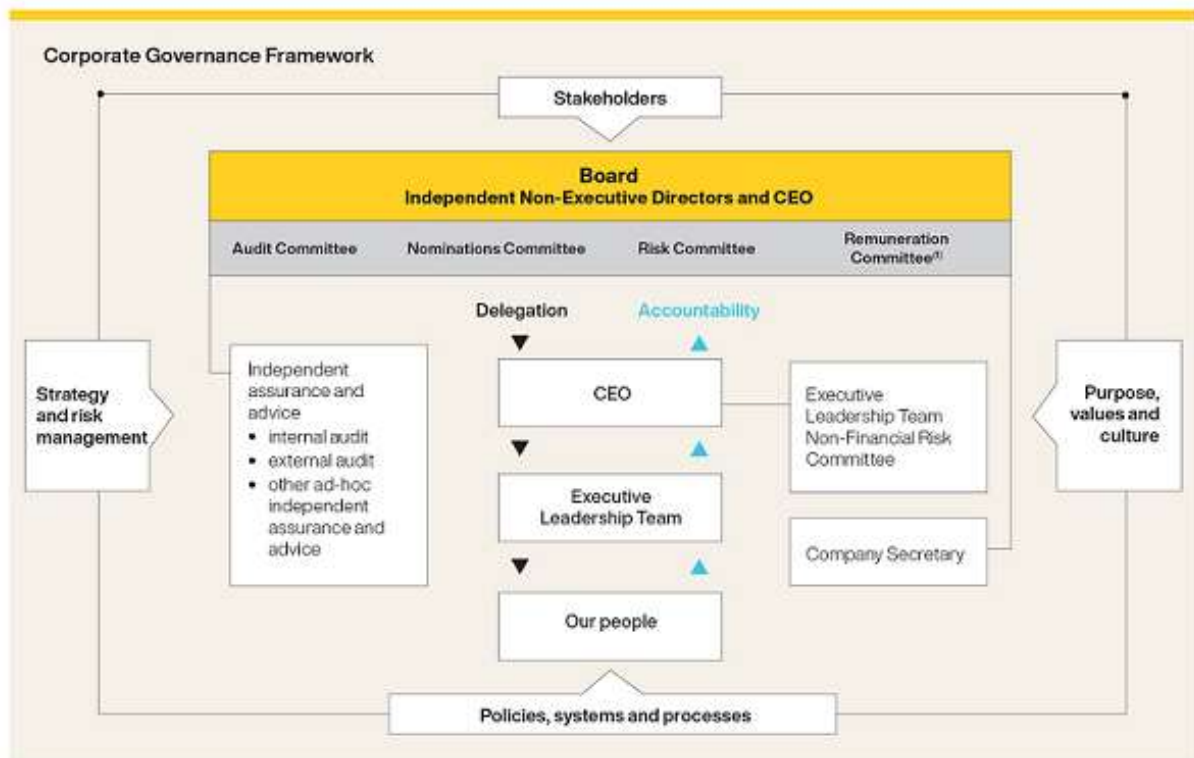 Corporate Governance Framework
Stakeholders
Board
Independent Non-Executive Directors and CEO
Audit Committee
Nominations Committee
Risk Committee
Remuneration
Committee⁽¹⁾
Delegation
Accountability
Strategy
and risk
management
Independent
assurance and
advice
• internal audit
• external audit
• other ad-hoc
independent
assurance and
advice
CEO
Executive
Leadership Team
Our people
Executive
Leadership Team
Non-Financial Risk
Committee
Company Secretary
Purpose,
values and
culture
Policies, systems and processes